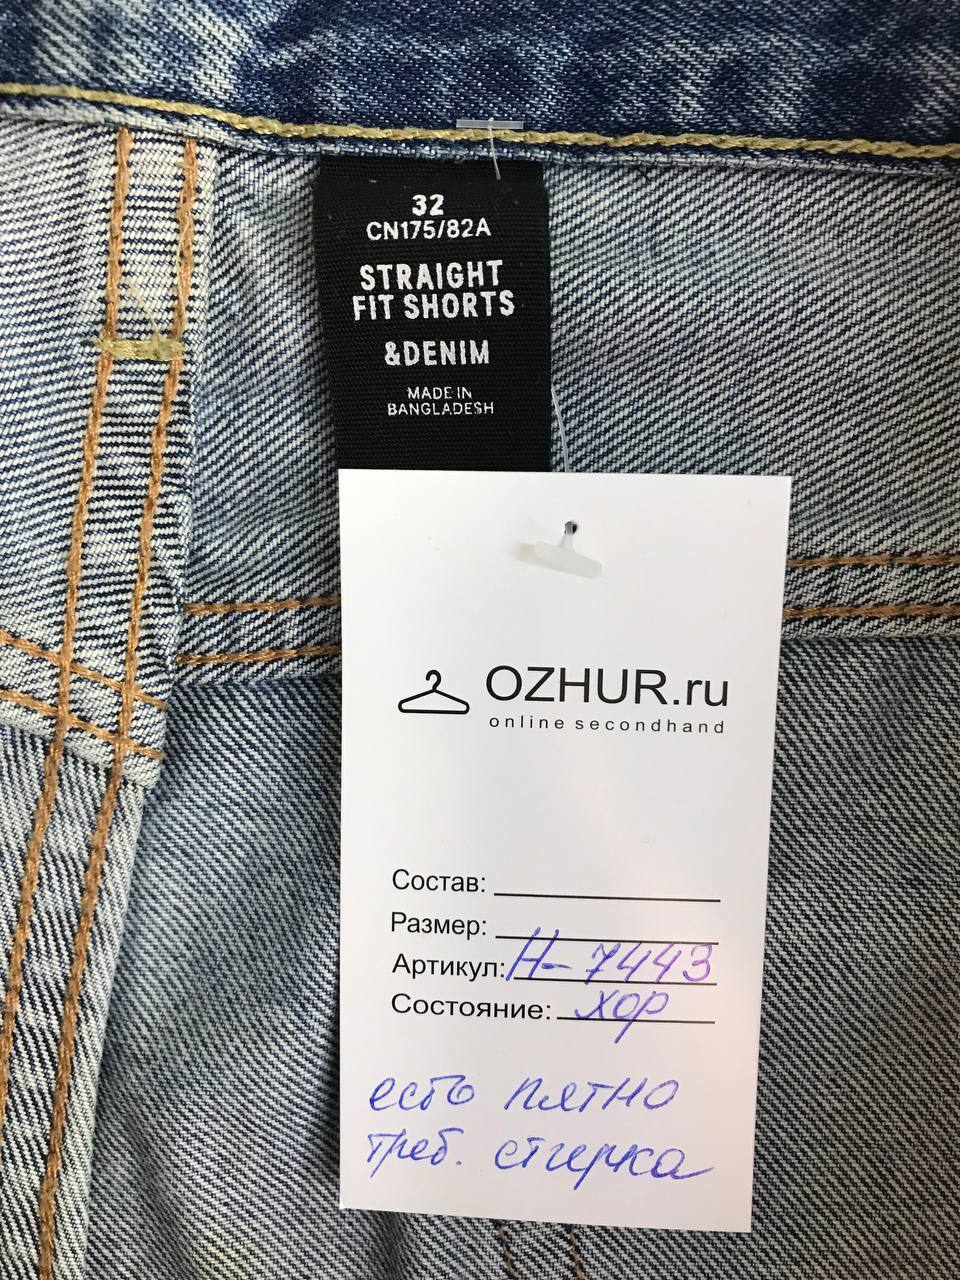 32
CN175/82A
STRAIGHT
FIT SHORTS
&DENIM
MADE IN
BANGLADESH
OZHUR.ru
online secondhand
Состав:
Размер:
Артикул: Н-7443
Состояние: хор
есть пятно
треб. стирка